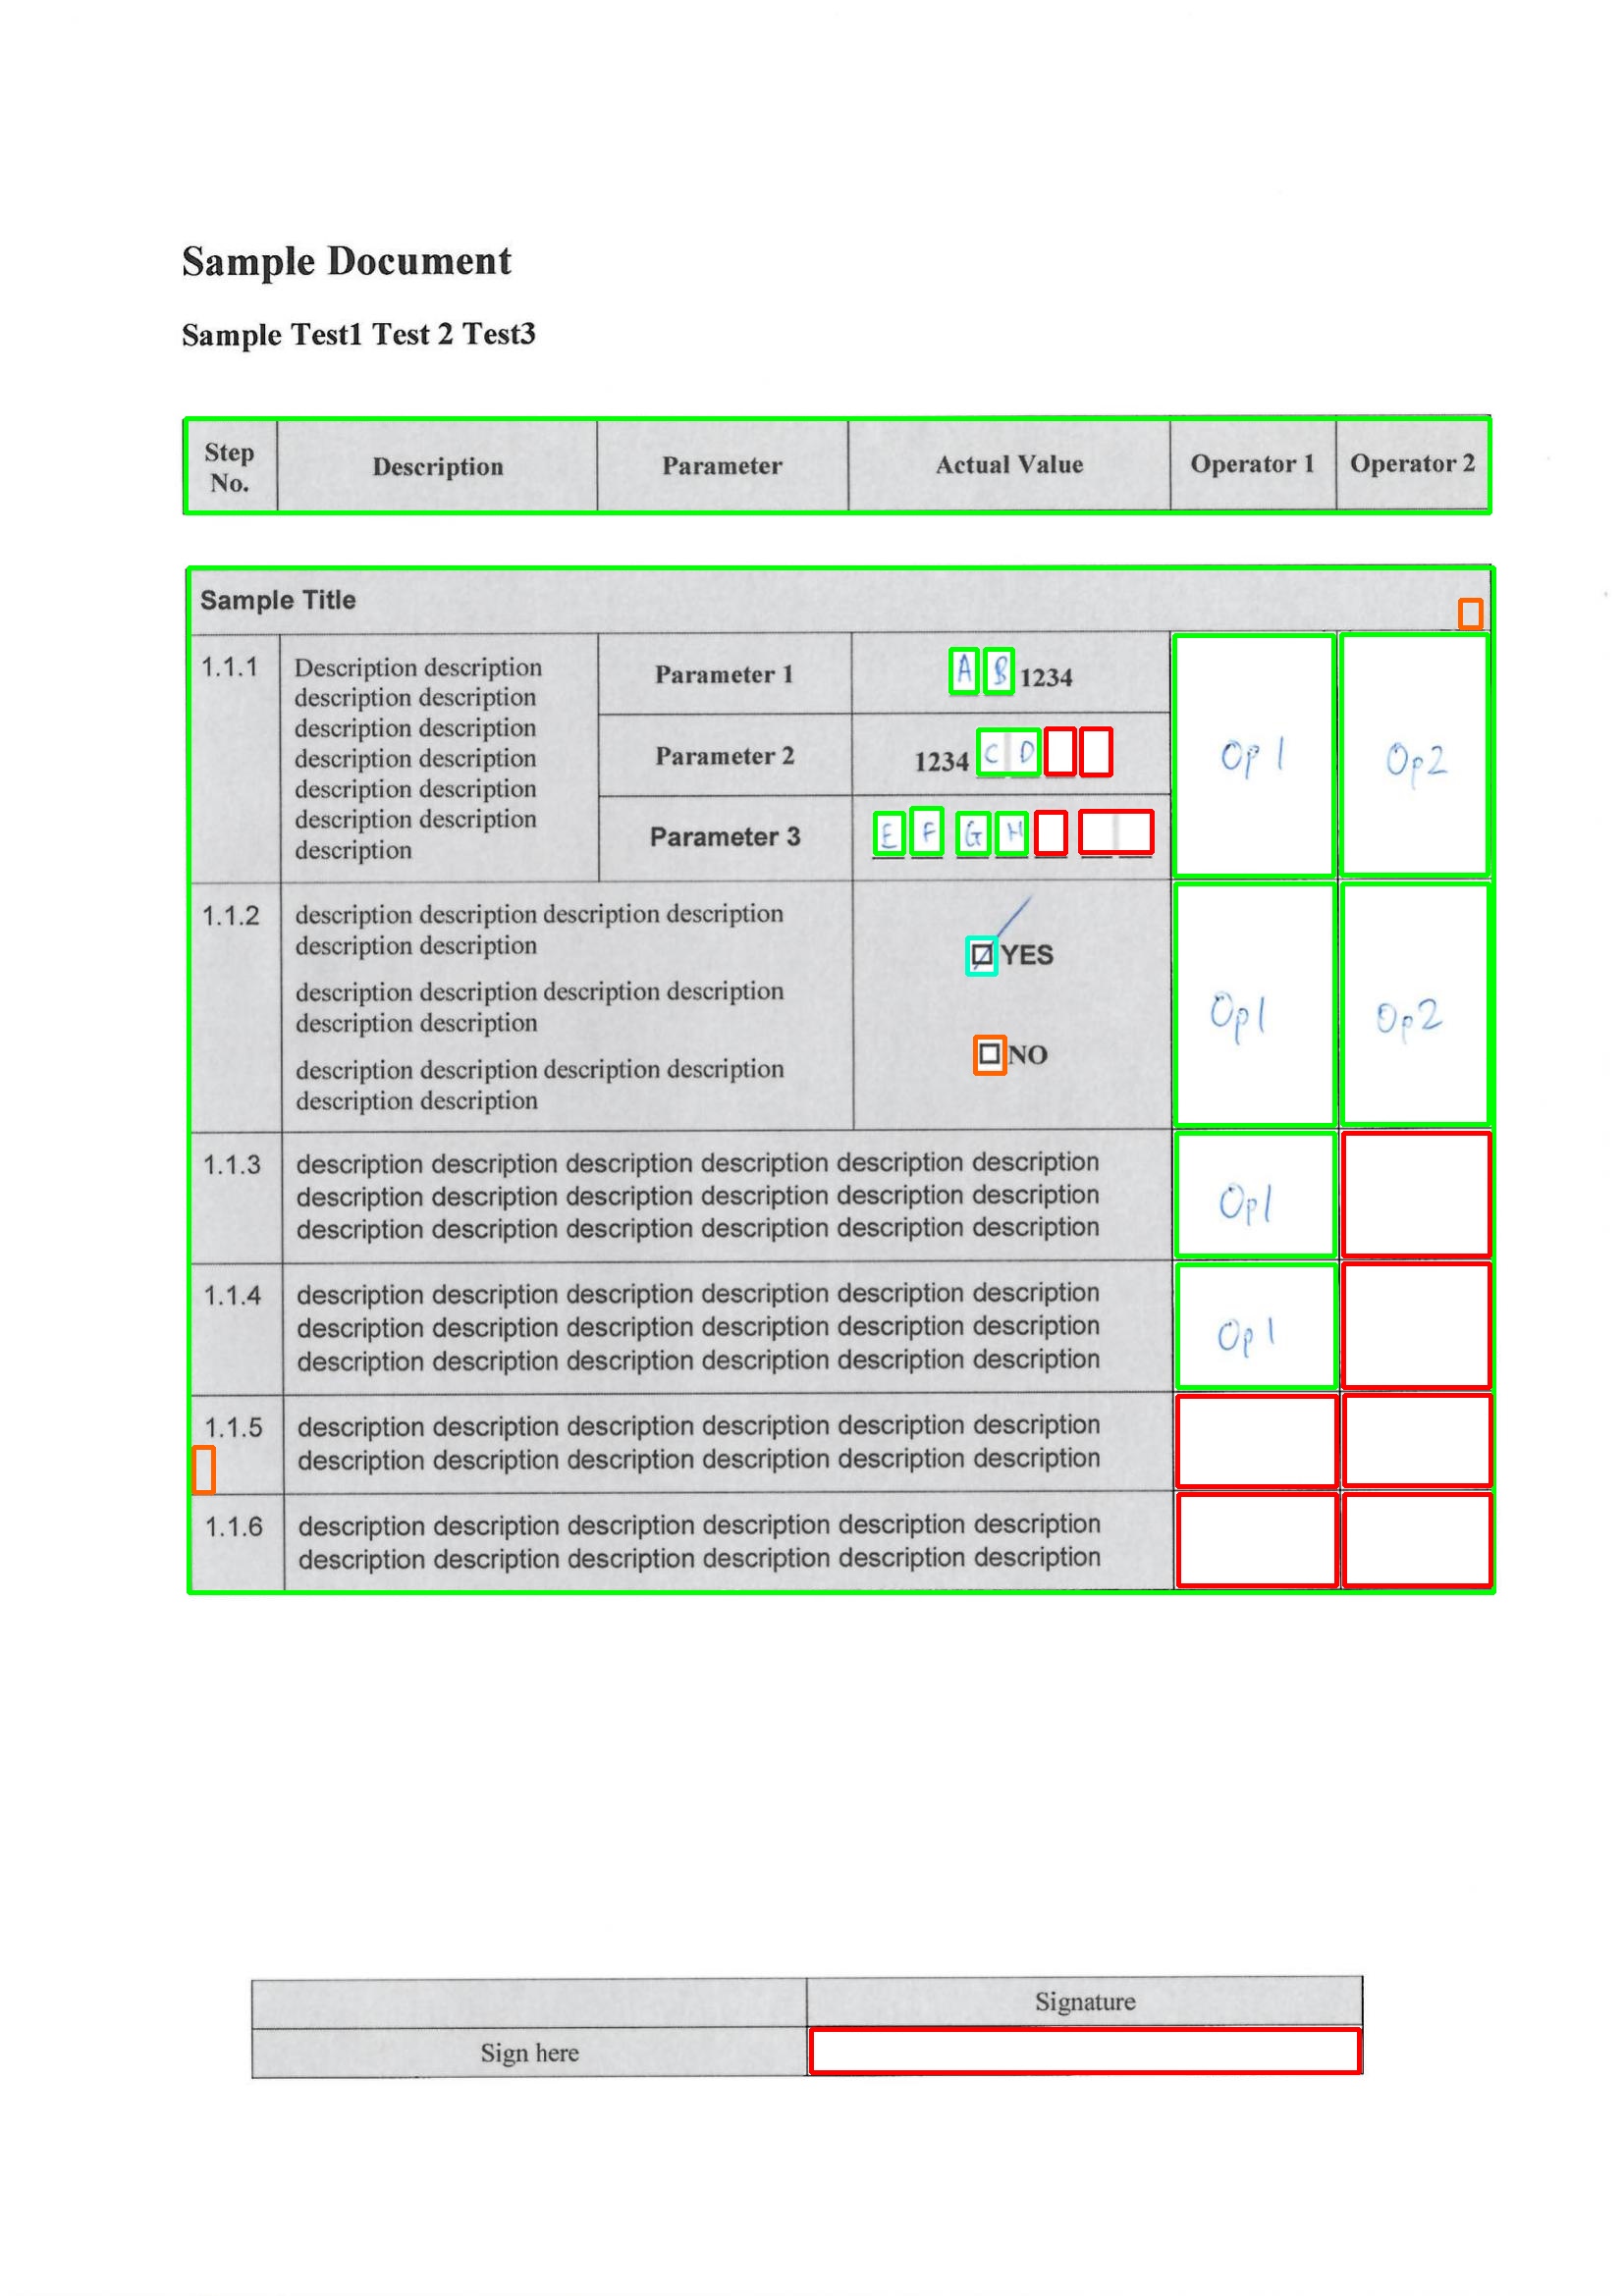 Sample Document
Sample Test1 Test 2 Test3
Step No. Description Parameter Actual Value Operator 1 Operator 2
Sample Title
1.1.1 Description description
description description
description description
description description
description description
description description
description
Parameter 1 A B 1234
Parameter 2 1234 C D
Parameter 3 E F G H
Op1 Op2
1.1.2 description description description description
description description
description description description description
description description
description description description description
description description
YES
NO
Op1 Op2
1.1.3 description description description description description description
description description description description description description
description description description description description description
Op1
1.1.4 description description description description description description
description description description description description description
description description description description description description
Op1
1.1.5 description description description description description description
description description description description description description
1.1.6 description description description description description description
description description description description description description
Signature
Sign here